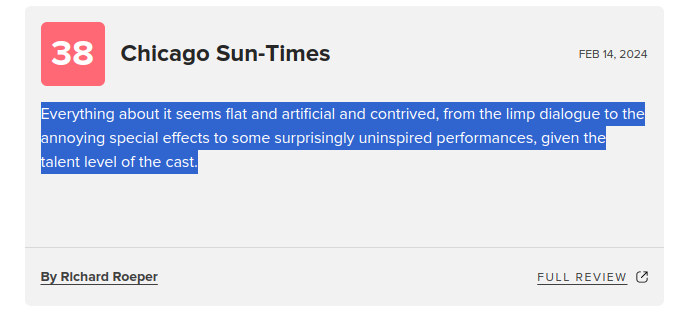 38
Chicago Sun-Times
FEB 14, 2024
Everything about it seems flat and artificial and contrived, from the limp dialogue to the
annoying special effects to some surprisingly uninspired performances, given the
talent level of the cast.
By Richard Roeper
FULL REVIEW